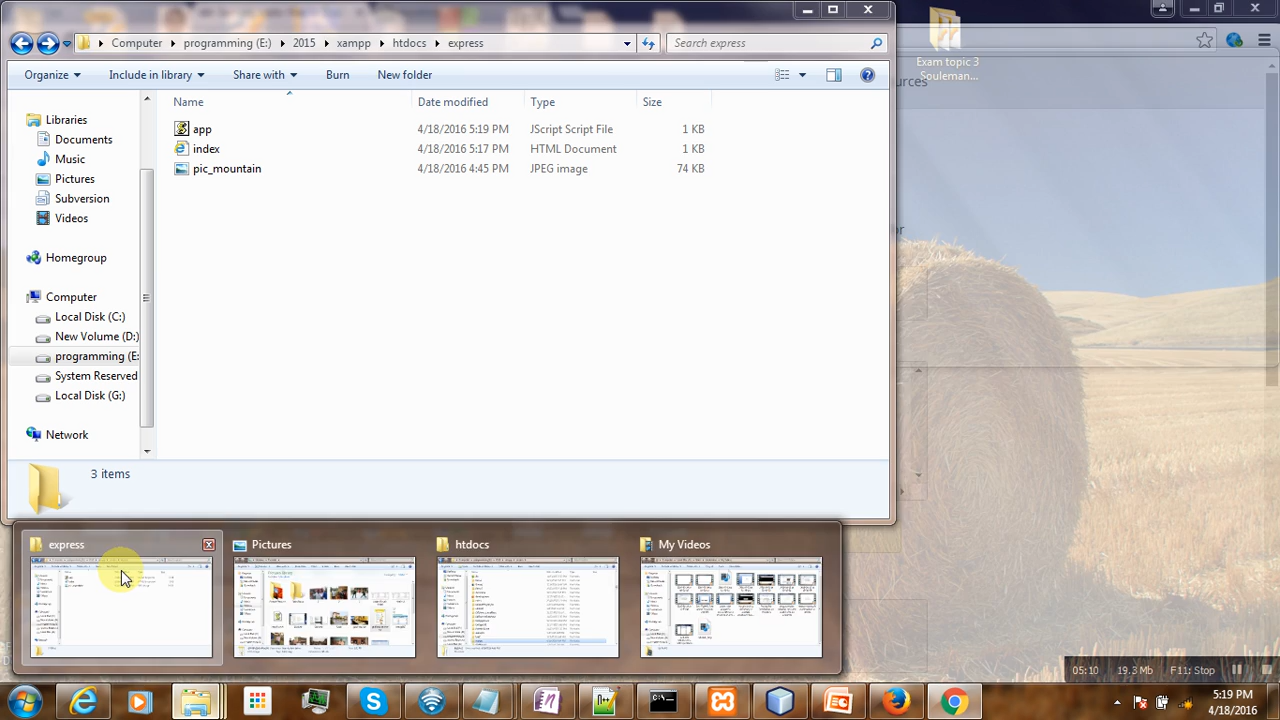 Computer programming (E:) 2015 xampp htdocs express
Search express
Exam topic 3
Souleman...
urces
Organize Include in library Share with Burn New folder
Name Date modified Type Size
app 4/18/2016 5:19 PM JScript Script File 1 KB
index 4/18/2016 5:17 PM HTML Document 1 KB
pic_mountain 4/18/2016 4:45 PM JPEG image 74 KB
Libraries
Documents
Music
Pictures
Subversion
Videos
Homegroup
Computer
Local Disk (C:)
New Volume (D:)
programming (E:
System Reserved
Local Disk (G:)
Network
or
3 items
express Pictures htdocs My Videos
05:10 19.3 Mb F11: Stop
5:19 PM
4/18/2016